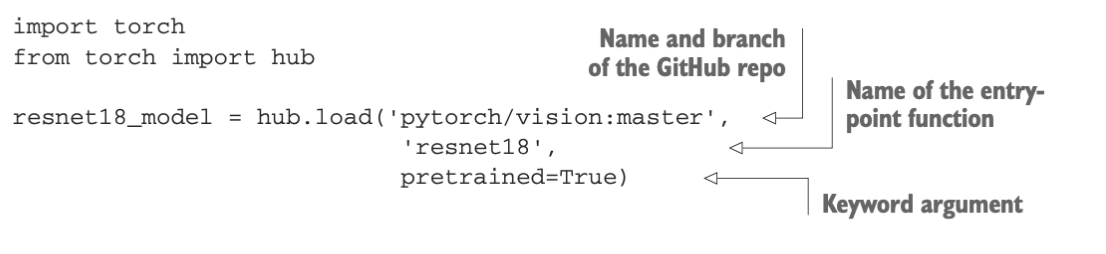 import torch
from torch import hub
Name and branch
of the GitHub repo
resnet18_model = hub.load('pytorch/vision:master',
Name of the entry-
point function
'resnet18',
pretrained=True)
Keyword argument